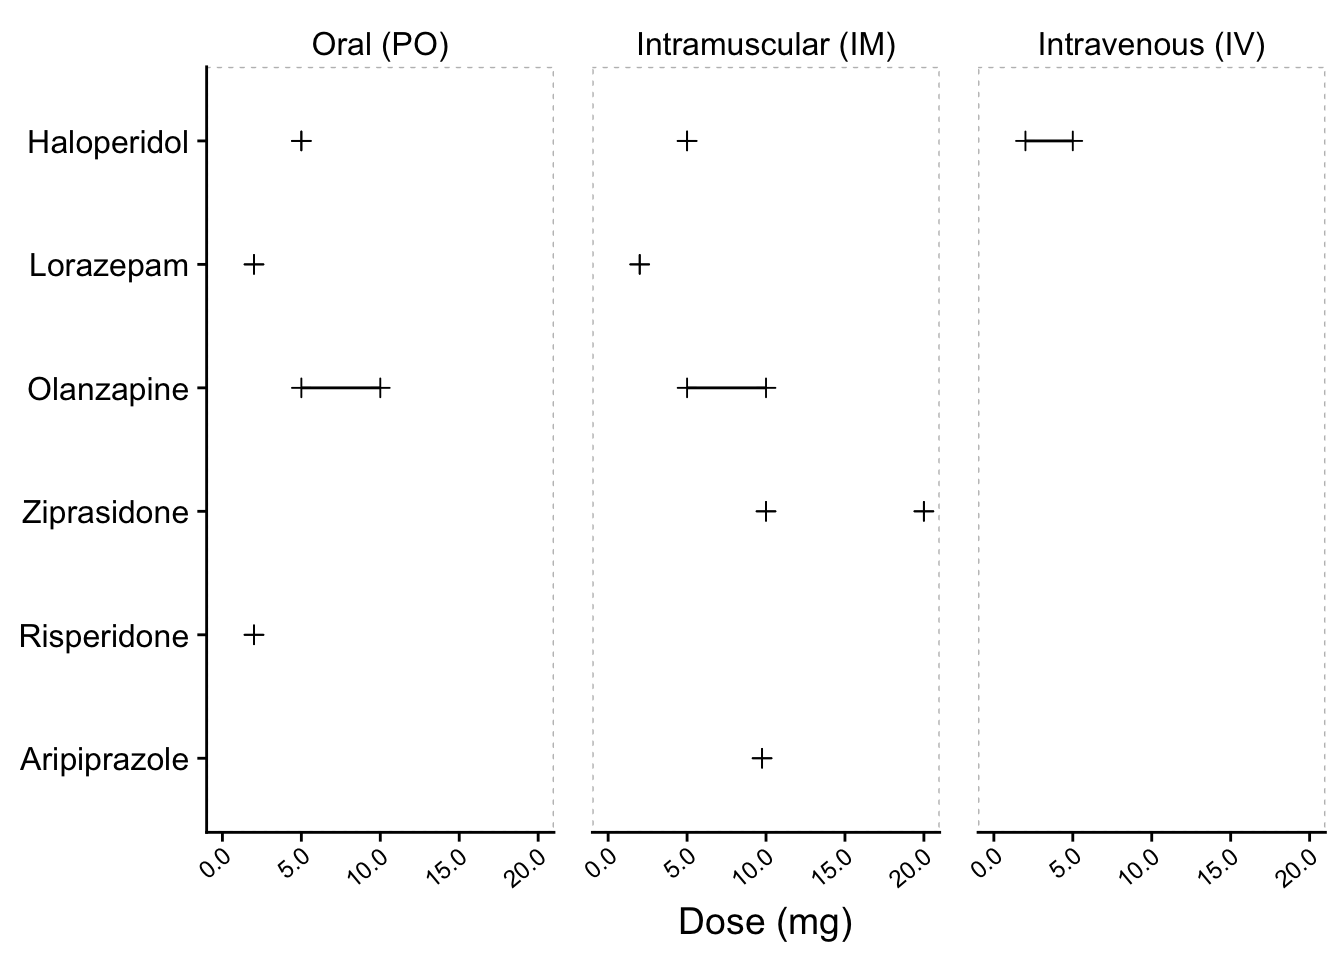 Oral (PO)
Intramuscular (IM)
Intravenous (IV)
Haloperidol
Lorazepam
Olanzapine
Ziprasidone
Risperidone
Aripiprazole
0.0 5.0 10.0 15.0 20.0
0.0 5.0 10.0 15.0 20.0
0.0 5.0 10.0 15.0 20.0
Dose (mg)